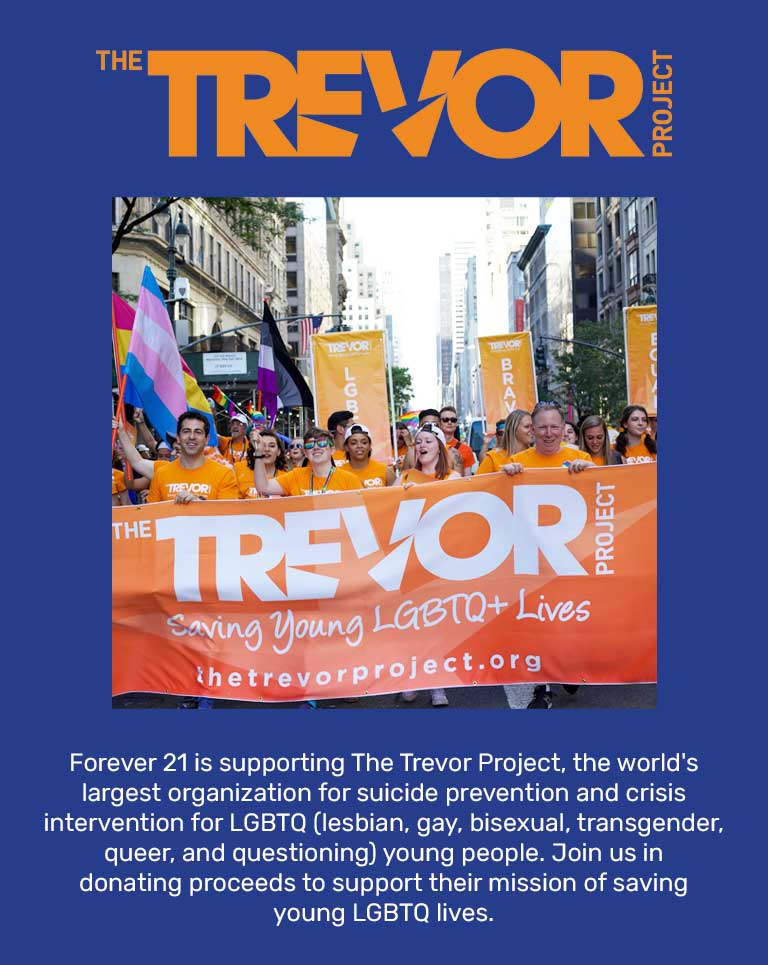 THE TREVOR PROJECT
TREVOR
TREVOR
LGB
BRAV
THE TREVOR PROJECT
Saving Young LGBTQ+ Lives
thetrevorproject.org
Forever 21 is supporting The Trevor Project, the world's
largest organization for suicide prevention and crisis
intervention for LGBTQ (lesbian, gay, bisexual, transgender,
queer, and questioning) young people. Join us in
donating proceeds to support their mission of saving
young LGBTQ lives.